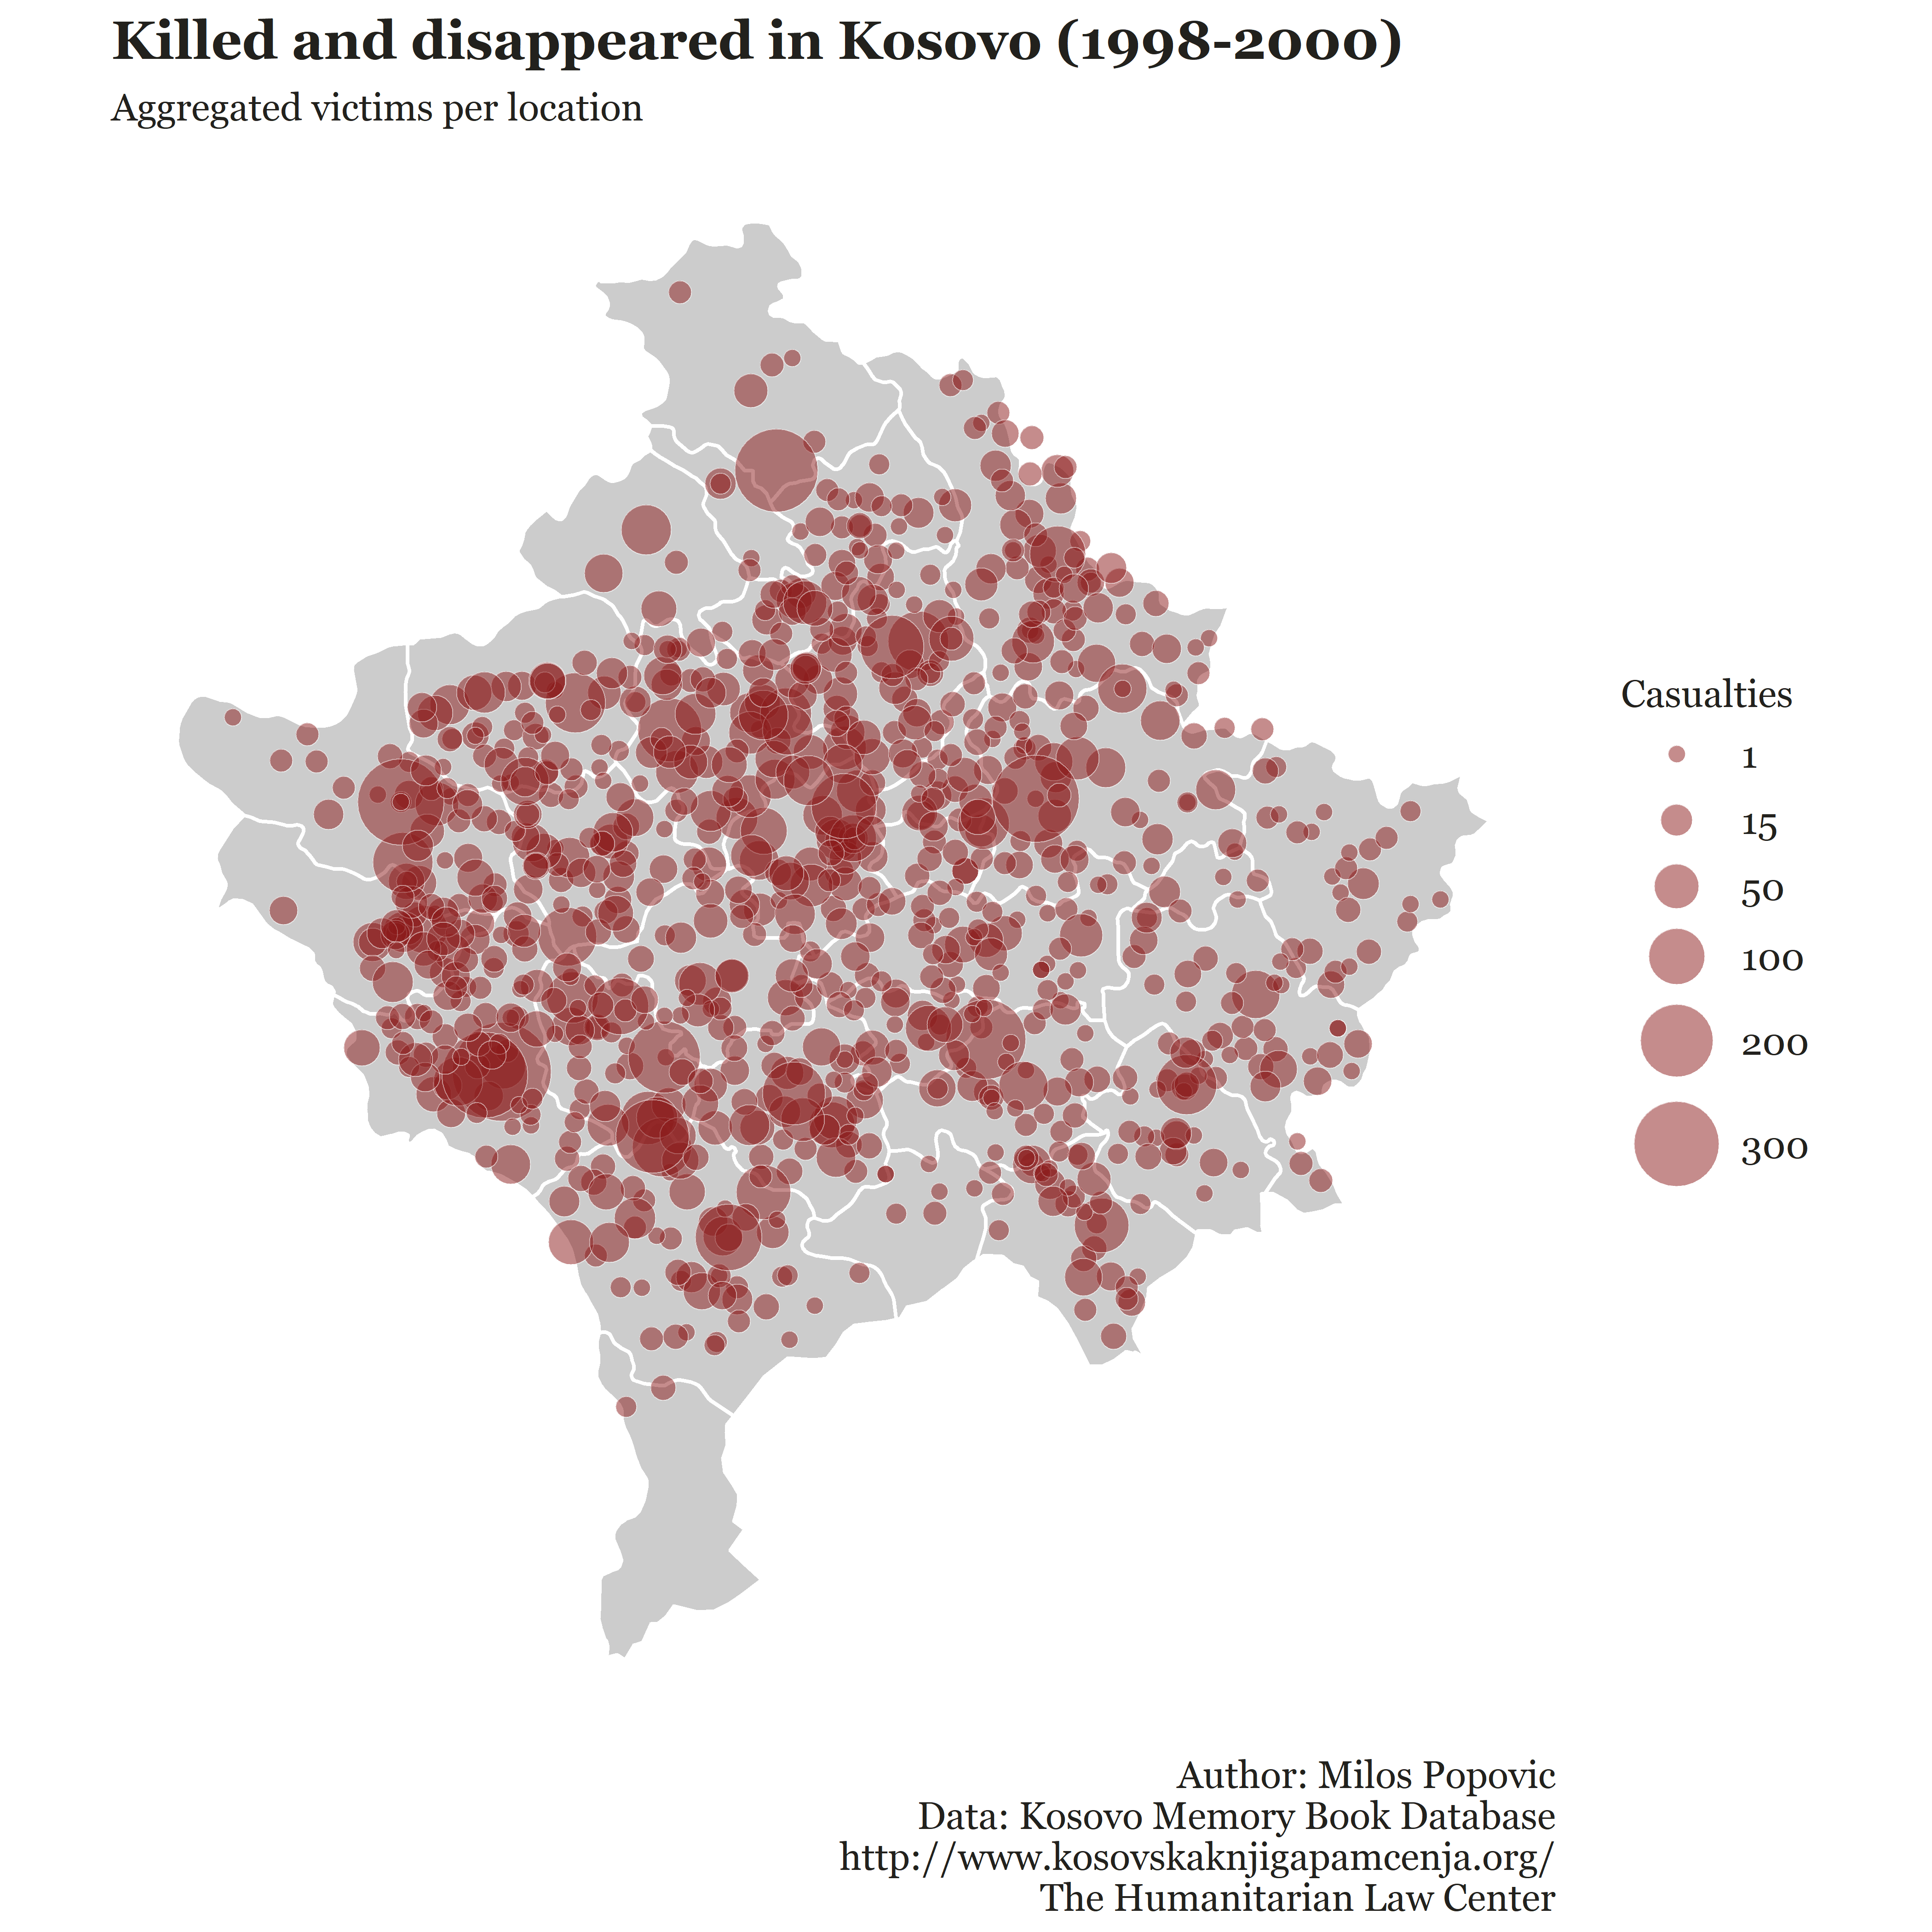 Killed and disappeared in Kosovo (1998-2000)
Aggregated victims per location
Casualties
1
15
50
100
200
300
Author: Milos Popovic
Data: Kosovo Memory Book Database
http://www.kosovskaknjigapamcenja.org/
The Humanitarian Law Center